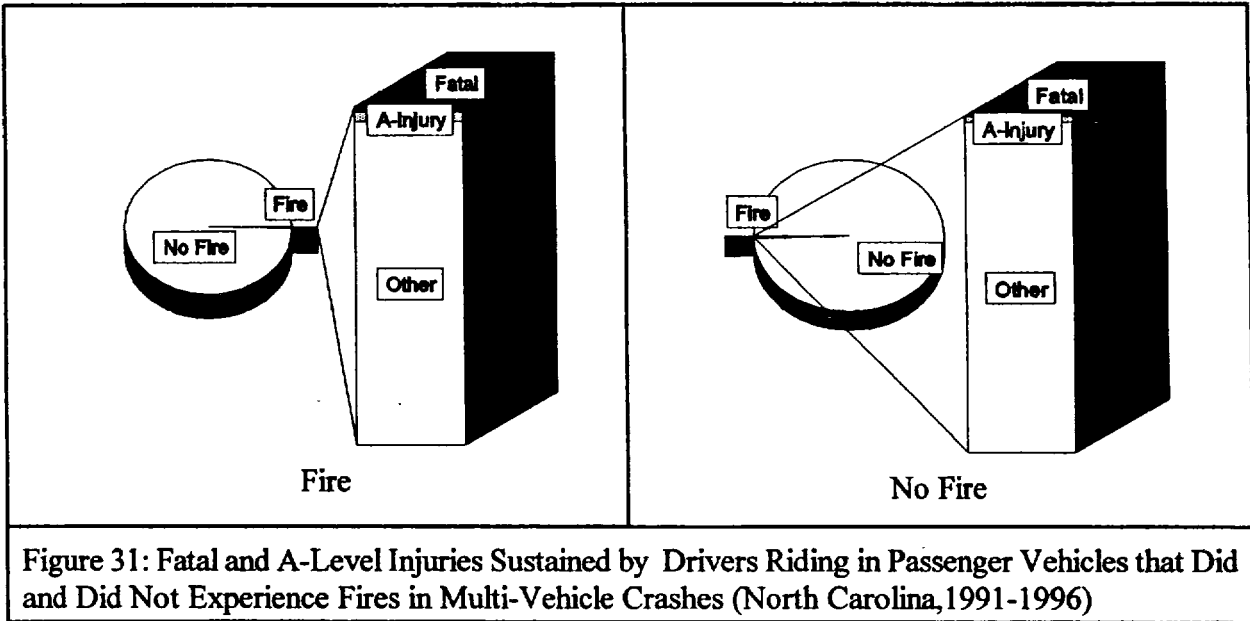 Fatal
A-Injury
Fire
No Fire
Other
Fire
Fatal
A-Injury
Fire
No Fire
Other
No Fire
Figure 31: Fatal and A-Level Injuries Sustained by Drivers Riding in Passenger Vehicles that Did
and Did Not Experience Fires in Multi-Vehicle Crashes (North Carolina,1991-1996)